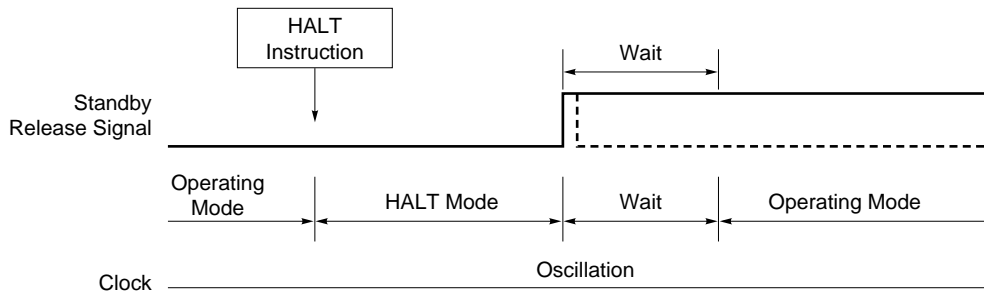 HALT
Instruction
Wait
Standby
Release Signal
Operating
Mode
HALT Mode
Wait
Operating Mode
Oscillation
Clock